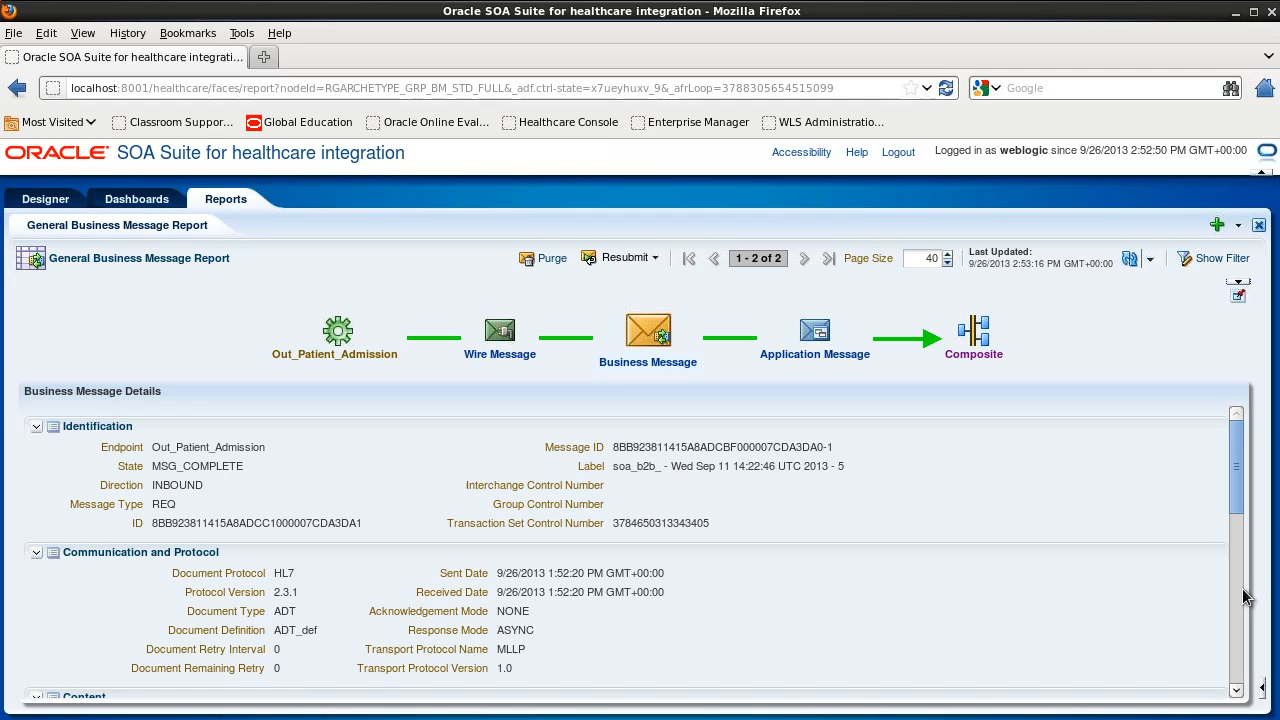 Oracle SOA Suite for healthcare integration - Mozilla Firefox
File Edit View History Bookmarks Tools Help
Oracle SOA Suite for healthcare integrati...
localhost:8001/healthcare/faces/report?nodeId=RGARCHETYPE_GRP_BM_STD_FULL&_adf.ctrl-state=x7ueyhuxv_9&_afrLoop=3788305654515099
Google
Most Visited Classroom Suppor... Global Education Oracle Online Eval... Healthcare Console Enterprise Manager WLS Administratio...
ORACLE SOA Suite for healthcare integration Accessibility Help Logout Logged in as weblogic since 9/26/2013 2:52:50 PM GMT+00:00
Designer Dashboards Reports
General Business Message Report
General Business Message Report Purge Resubmit 1 - 2 of 2 Page Size 40 Last Updated: 9/26/2013 2:53:16 PM GMT+00:00 Show Filter
Out_Patient_Admission Wire Message Business Message Application Message Composite
Business Message Details
Identification
Endpoint Out_Patient_Admission Message ID 8BB923811415A8ADCBF000007CDA3DA0-1
State MSG_COMPLETE Label soa_b2b_ - Wed Sep 11 14:22:46 UTC 2013 - 5
Direction INBOUND Interchange Control Number
Message Type REQ Group Control Number
ID 8BB923811415A8ADCC1000007CDA3DA1 Transaction Set Control Number 3784650313343405
Communication and Protocol
Document Protocol HL7 Sent Date 9/26/2013 1:52:20 PM GMT+00:00
Protocol Version 2.3.1 Received Date 9/26/2013 1:52:20 PM GMT+00:00
Document Type ADT Acknowledgement Mode NONE
Document Definition ADT_def Response Mode ASYNC
Document Retry Interval 0 Transport Protocol Name MLLP
Document Remaining Retry 0 Transport Protocol Version 1.0
Content